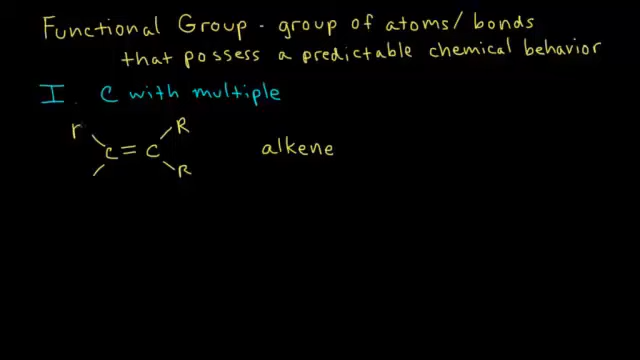 Functional Group - group of atoms/bonds
that possess a predictable chemical behavior
I. C with multiple
r R
C = C alkene
R